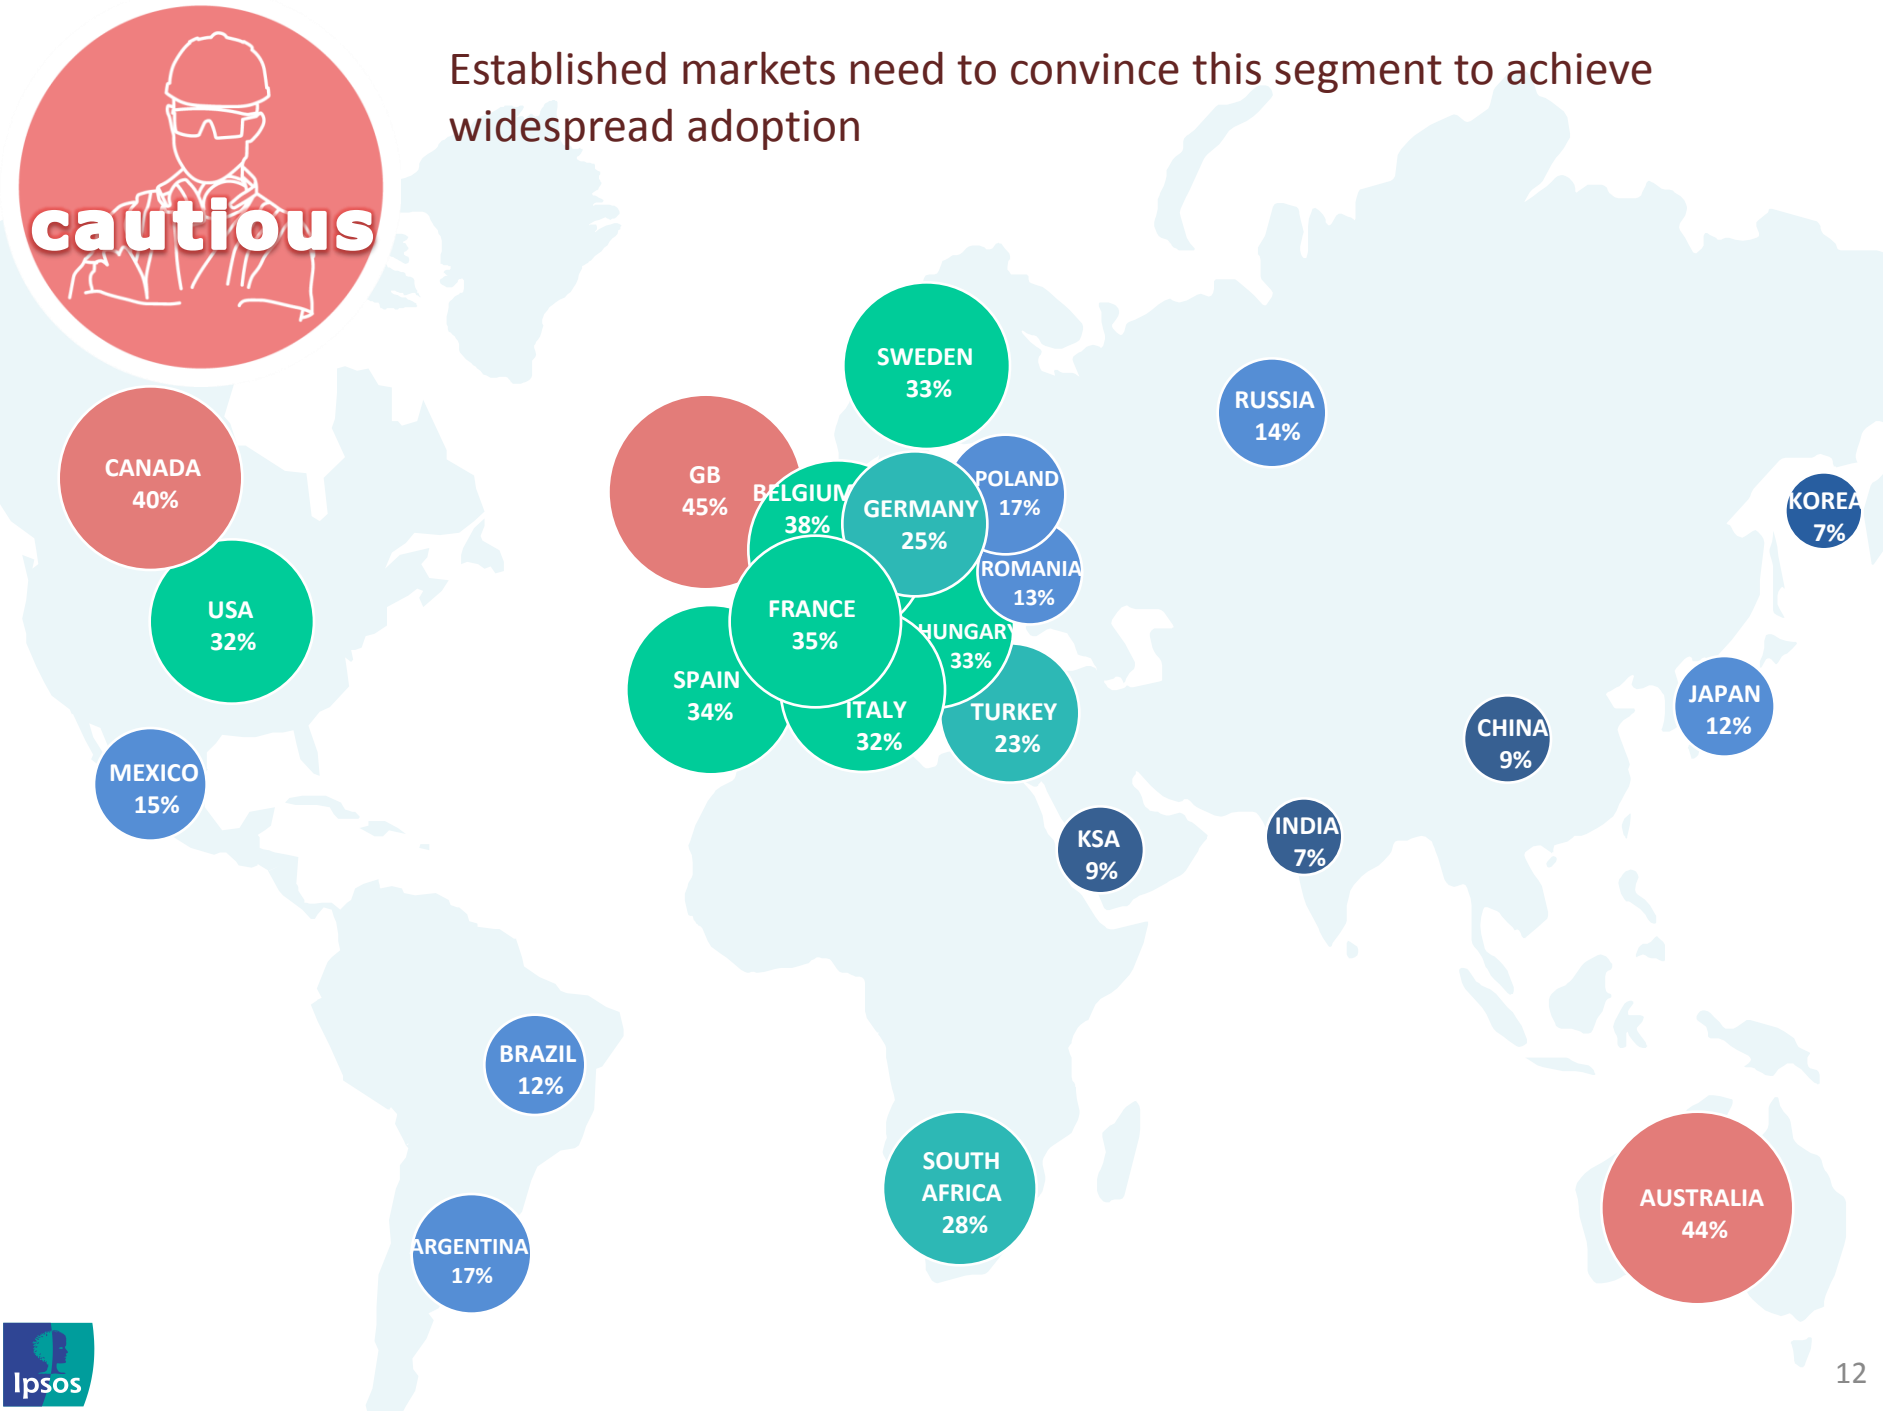 Established markets need to convince this segment to achieve
widespread adoption
cautious
SWEDEN
33%
RUSSIA
14%
CANADA
40%
GB
45%
BELGIUM
38%
GERMANY
25%
POLAND
17%
KOREA
7%
ROMANIA
13%
USA
32%
FRANCE
35%
HUNGARY
33%
SPAIN
34%
ITALY
32%
TURKEY
23%
JAPAN
12%
CHINA
9%
MEXICO
15%
KSA
9%
INDIA
7%
BRAZIL
12%
SOUTH
AFRICA
28%
AUSTRALIA
44%
ARGENTINA
17%
Ipsos
12